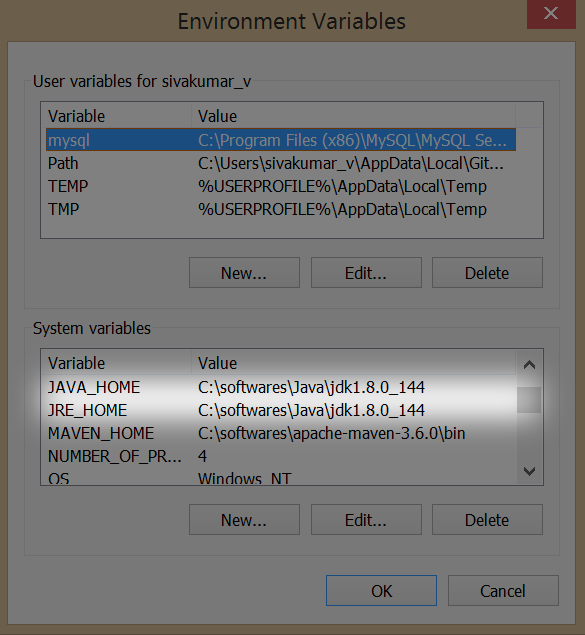 Environment Variables
User variables for sivakumar_v
Variable Value
mysql C:\Program Files (x86)\MySQL\MySQL Se...
Path C:\Users\sivakumar_v\AppData\Local\Git...
TEMP %USERPROFILE%\AppData\Local\Temp
TMP %USERPROFILE%\AppData\Local\Temp
New... Edit... Delete
System variables
Variable Value
JAVA_HOME C:\softwares\Java\jdk1.8.0_144
JRE_HOME C:\softwares\Java\jdk1.8.0_144
MAVEN_HOME C:\softwares\apache-maven-3.6.0\bin
NUMBER_OF_PR... 4
OS Windows_NT
New... Edit... Delete
OK Cancel